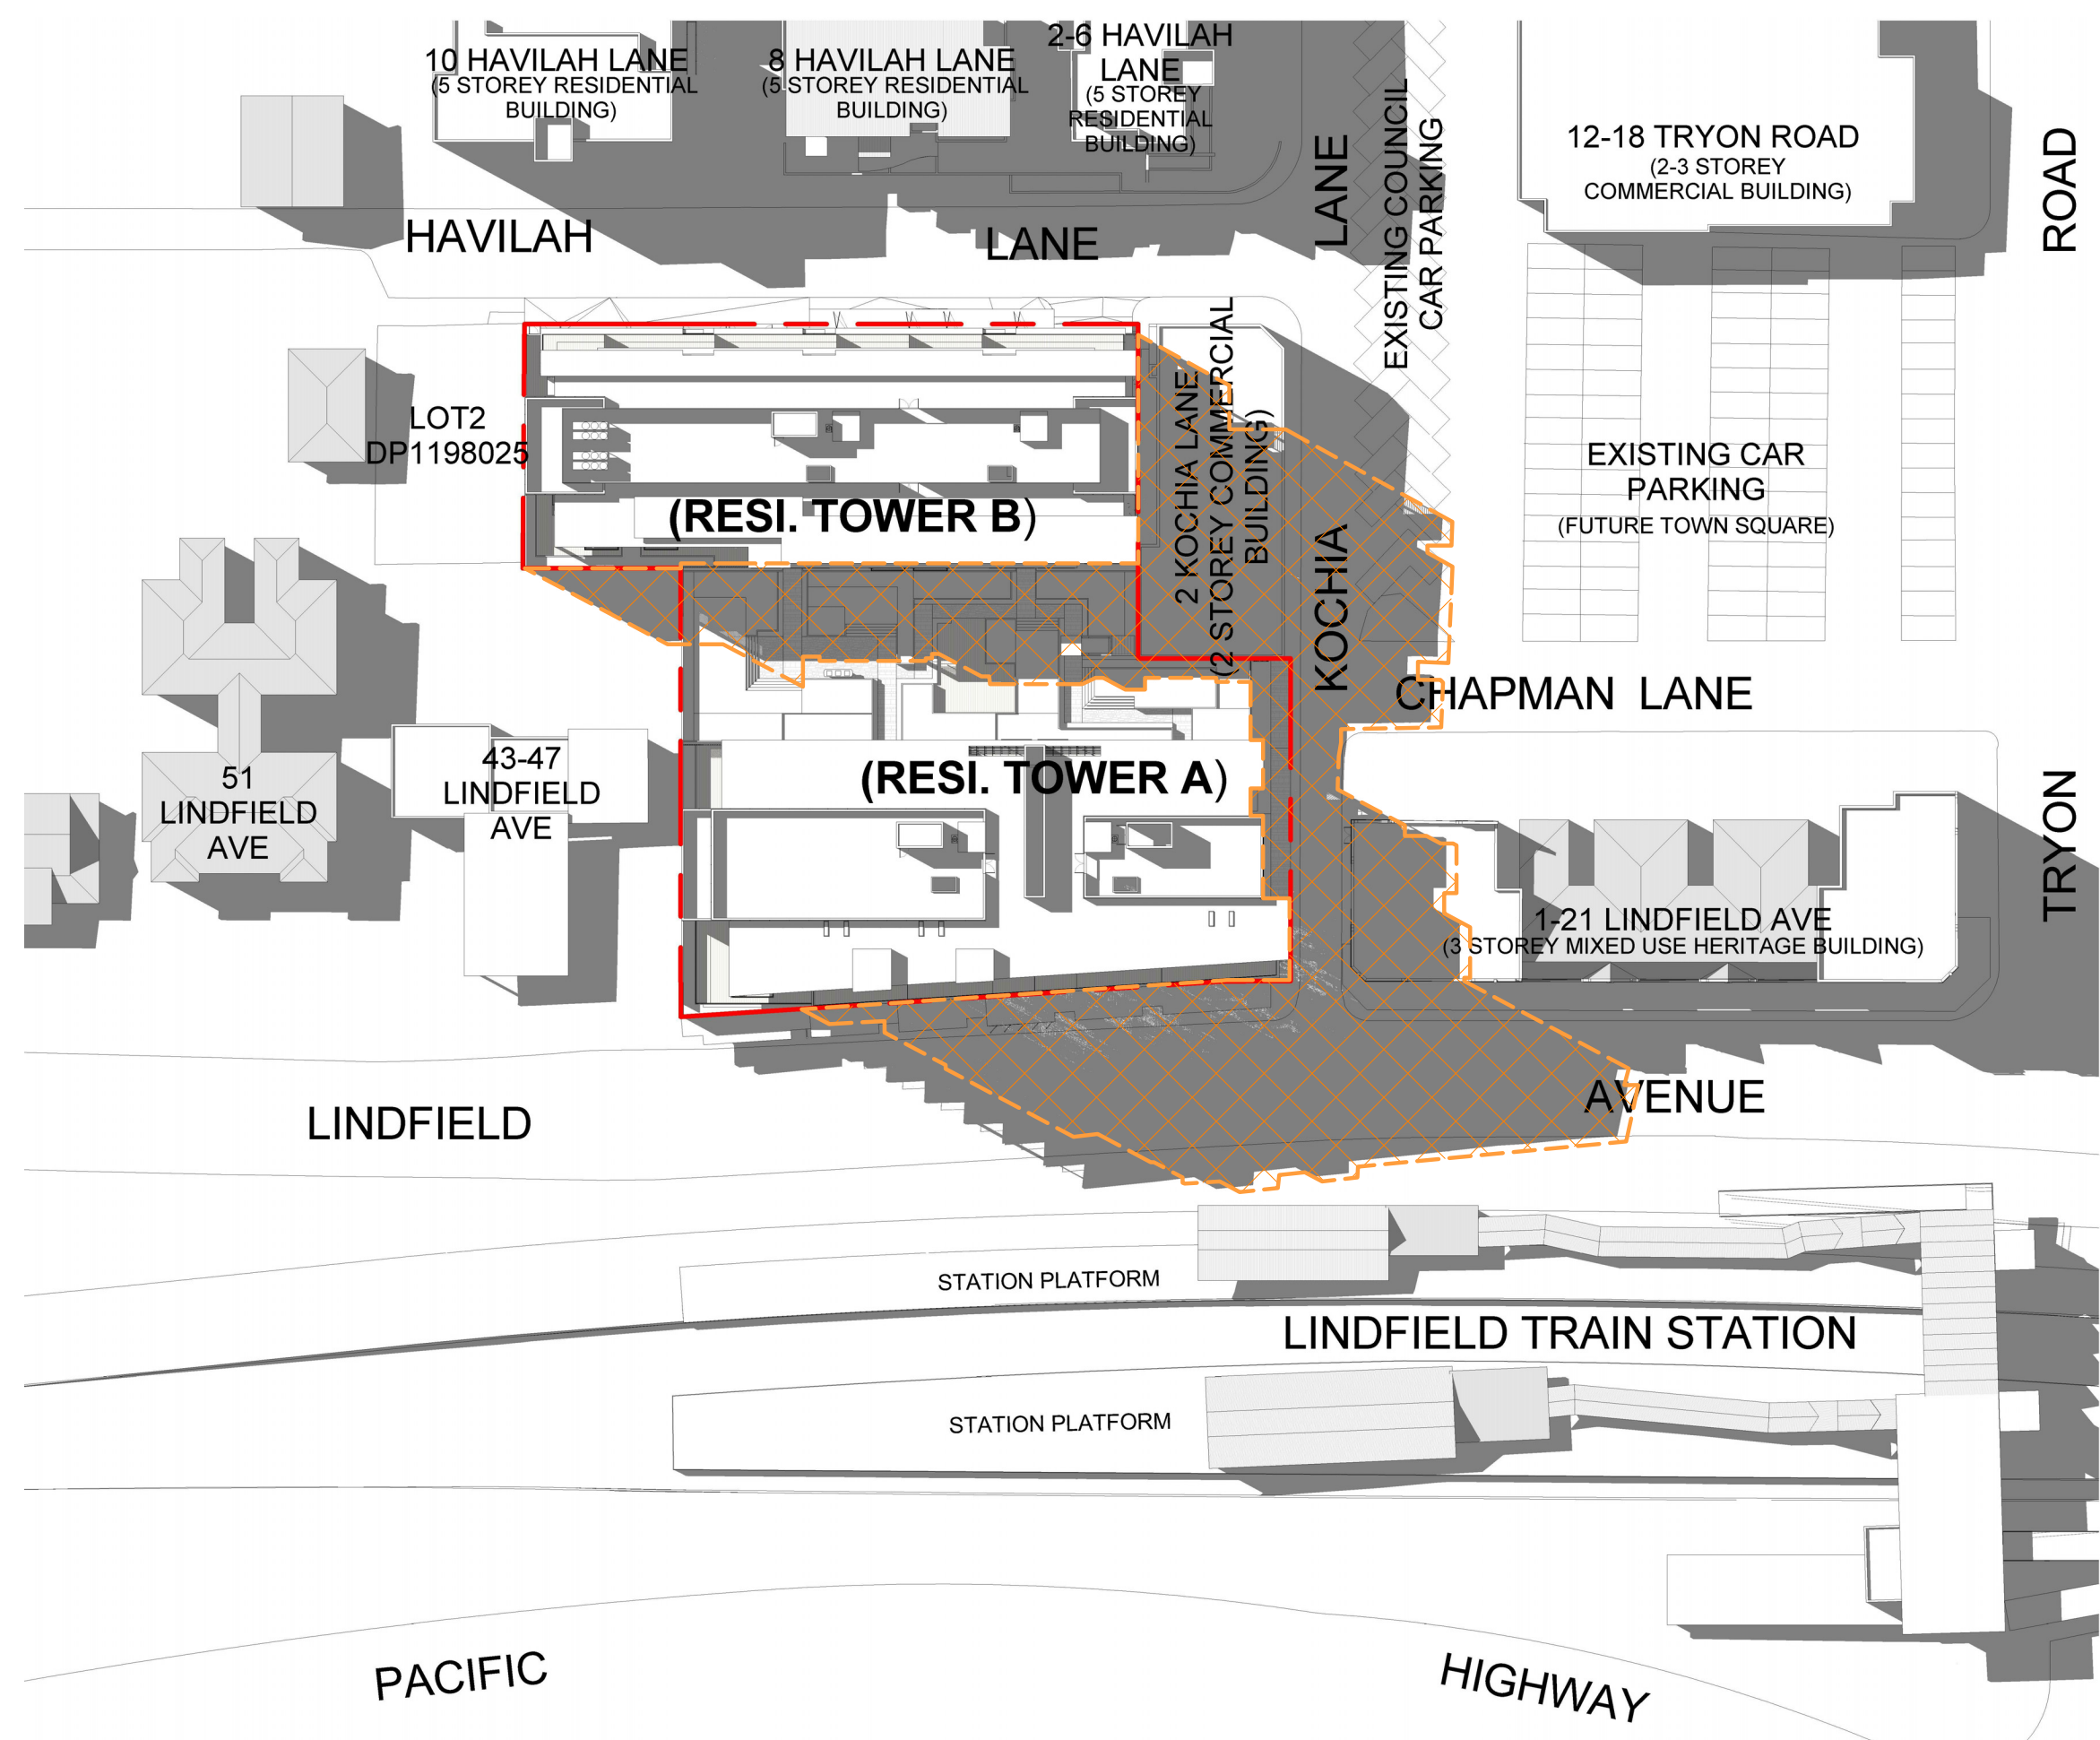 10 HAVILAH LANE
(5 STOREY RESIDENTIAL
BUILDING)
8 HAVILAH LANE
(5 STOREY RESIDENTIAL
BUILDING)
2-6 HAVILAH
LANE
(5 STOREY
RESIDENTIAL
BUILDING)
12-18 TRYON ROAD
(2-3 STOREY
COMMERCIAL BUILDING)
ROAD
LANE
EXISTING COUNCIL
CAR PARKING
HAVILAH
LANE
LOT2
DP1198025
(RESI. TOWER B)
2 KOCHIA LANE
(2 STOREY COMMERCIAL
BUILDING)
KOCHIA
EXISTING CAR
PARKING
(FUTURE TOWN SQUARE)
CHAPMAN LANE
51
LINDFIELD
AVE
43-47
LINDFIELD
AVE
(RESI. TOWER A)
1-21 LINDFIELD AVE
(3 STOREY MIXED USE HERITAGE BUILDING)
TRYON
LINDFIELD
AVENUE
STATION PLATFORM
LINDFIELD TRAIN STATION
STATION PLATFORM
PACIFIC
HIGHWAY